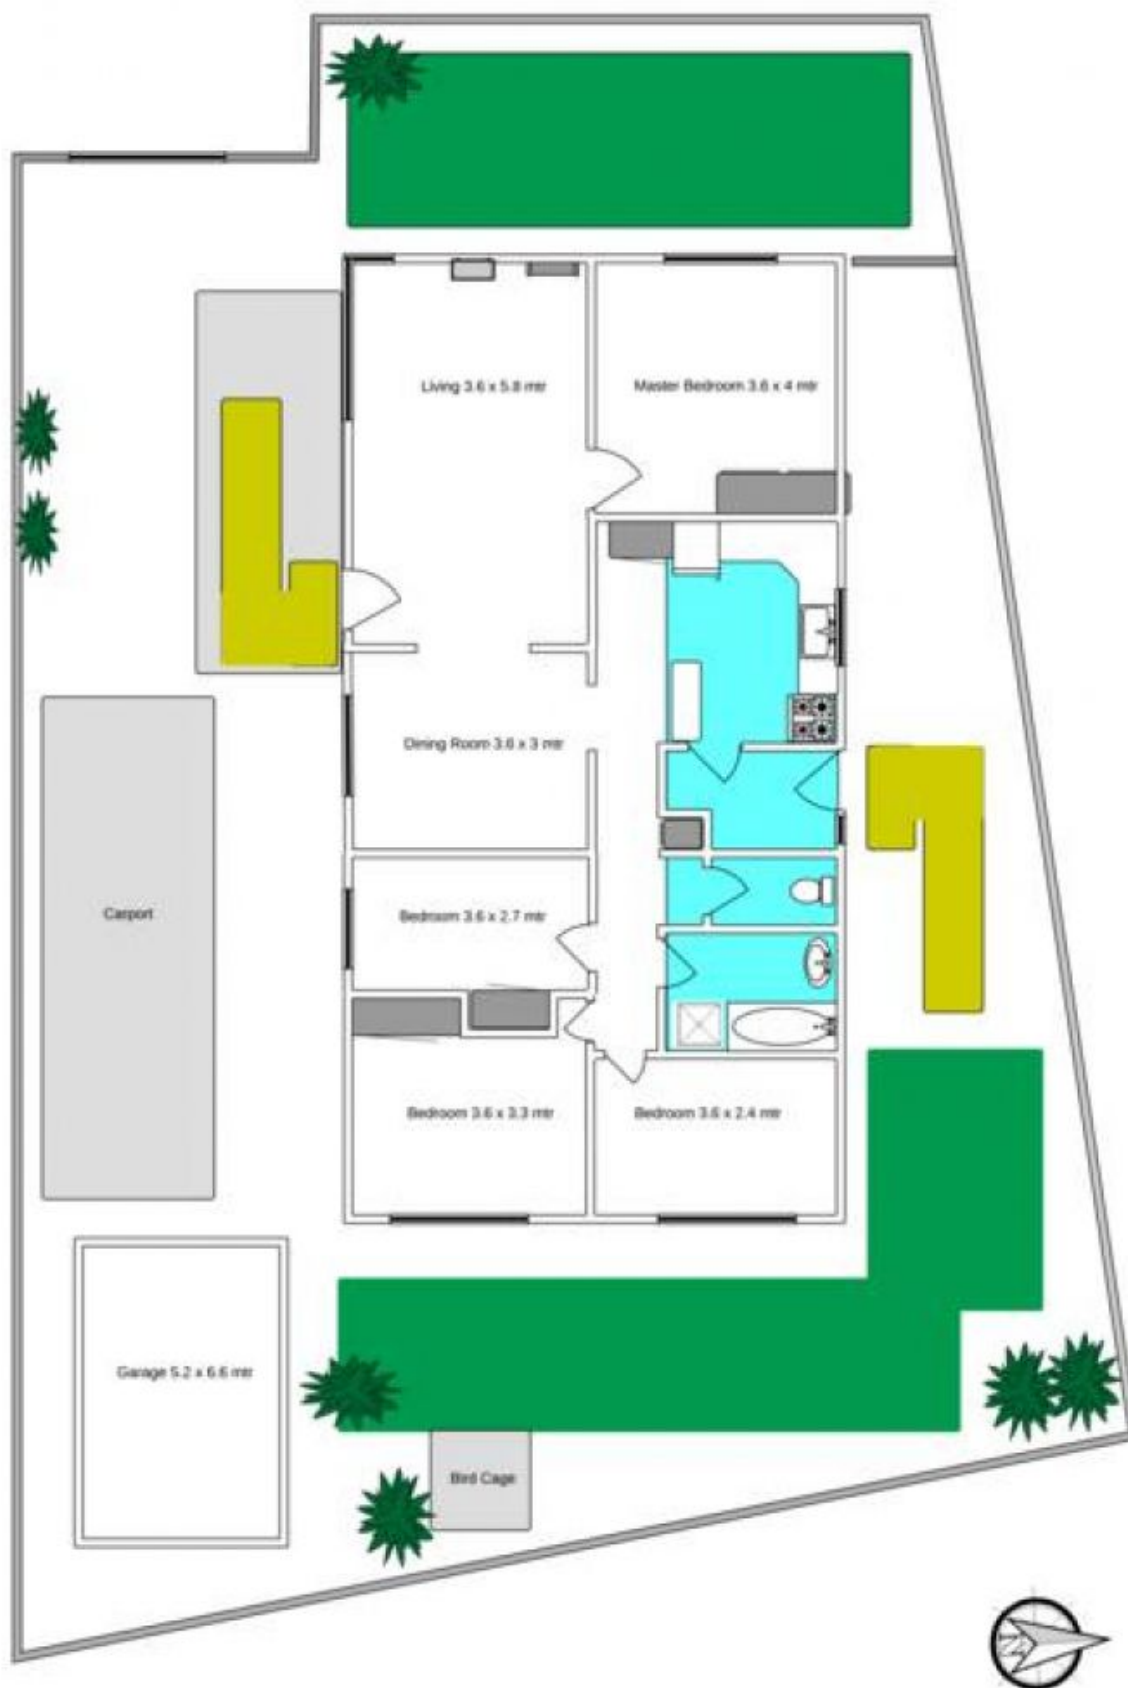 Living 3.6 x 5.8 mtr
Master Bedroom 3.6 x 4 mtr
Dining Room 3.6 x 3 mtr
Carport
Bedroom 3.6 x 2.7 mtr
Bedroom 3.6 x 3.3 mtr
Bedroom 3.6 x 2.4 mtr
Garage 5.2 x 6.6 mtr
Bird Cage
N